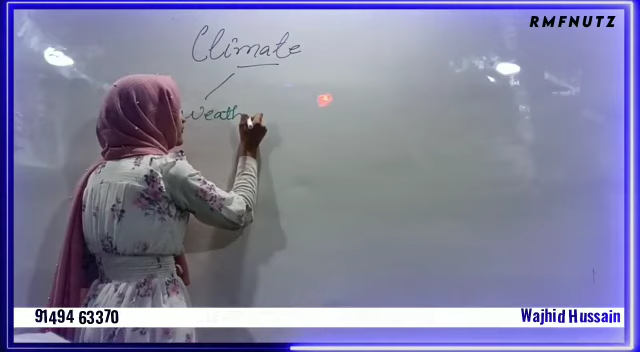 RMFNUTZ
Climate
Weath
91494 63370
Wajhid Hussain